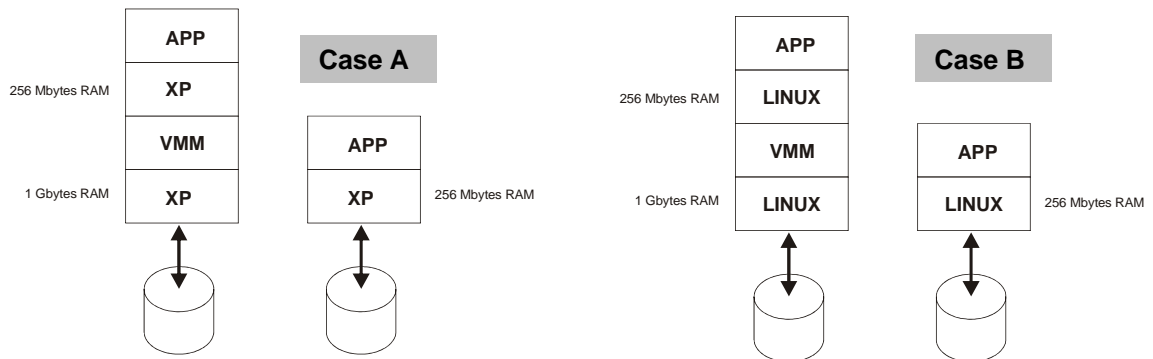 APP
Case A
256 Mbytes RAM
XP
VMM
APP
1 Gbytes RAM
XP
XP
256 Mbytes RAM
APP
Case B
256 Mbytes RAM
LINUX
VMM
APP
1 Gbytes RAM
LINUX
LINUX
256 Mbytes RAM